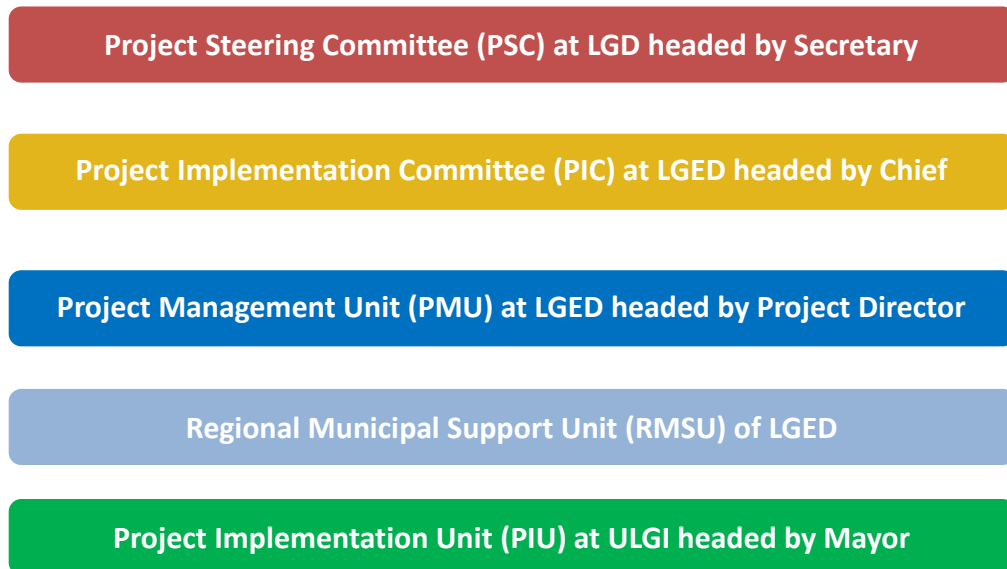 Project Steering Committee (PSC) at LGD headed by Secretary
Project Implementation Committee (PIC) at LGED headed by Chief
Project Management Unit (PMU) at LGED headed by Project Director
Regional Municipal Support Unit (RMSU) of LGED
Project Implementation Unit (PIU) at ULGI headed by Mayor